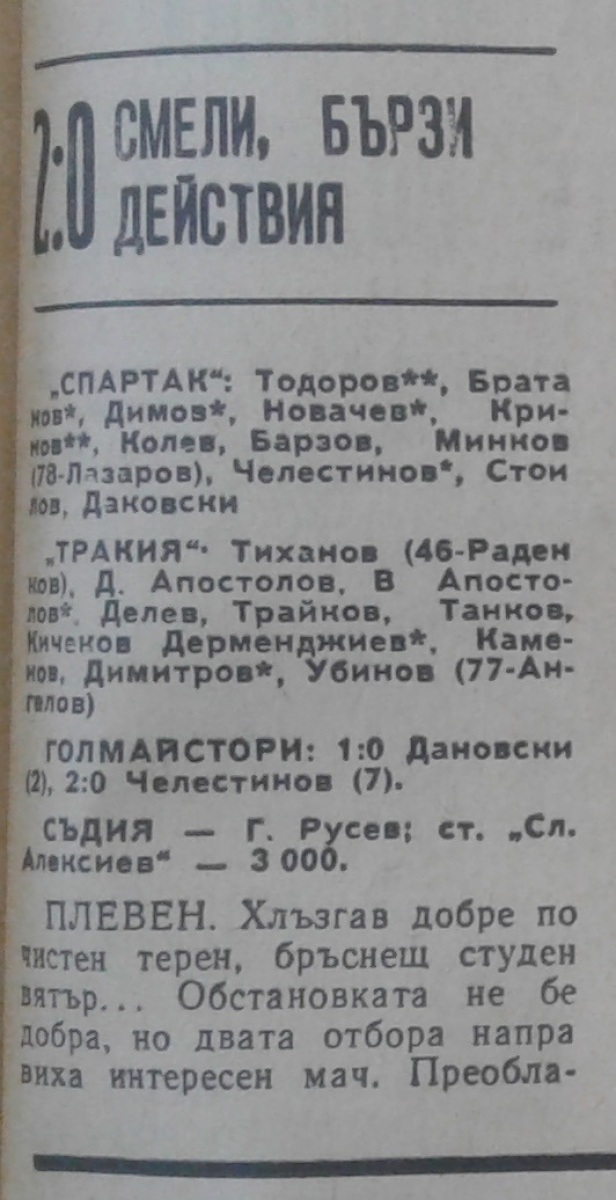 2:0 СМЕЛИ, БЪРЗИ
ДЕЙСТВИЯ
„СПАРТАК“: Тодоров**, Брата
нов*, Димов*, Новачев*, Кри-
нов**, Колев, Барзов, Минков
(78-Лазаров), Челестинов*, Стои
лов, Даковски
„ТРАКИЯ“· Тиханов (46-Раден
ков), Д. Апостолов, В Апосто-
лов*, Делев, Трайков, Танков,
Кичеков Дерменджиев*, Каме-
нов, Димитров*, Убинов (77-Ан-
гелов)
ГОЛМАЙСТОРИ: 1:0 Дановски
(2), 2:0 Челестинов (7).
СЪДИЯ — Г. Русев; ст. „Сл.
Алексиев“ — 3 000.
ПЛЕВЕН. Хлъзгав добре по
чистен терен, бръснещ студен
вятър... Обстановката не бе
добра, но двата отбора напра
виха интересен мач. Преобла-